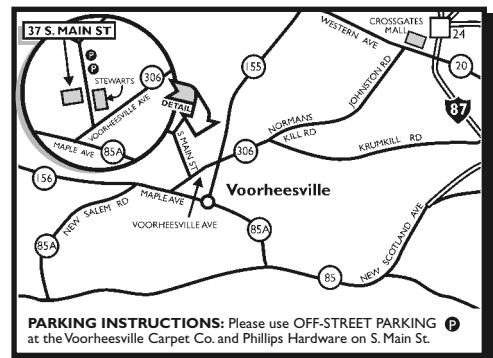 37 S. MAIN ST
P
P
STEWARTS
306
VOORHEESVILLE AVE
MAPLE AVE
85A
DETAIL
WESTERN AVE
CROSSGATES
MALL
24
20
87
155
JOHNSTON RD
NORMANS
KILL RD
KRUMKILL RD
S MAIN ST
306
156
MAPLE AVE
Voorheesville
VOORHEESVILLE AVE
NEW SALEM RD
85A
85A
85
NEW SCOTLAND AVE
PARKING INSTRUCTIONS: Please use OFF-STREET PARKING P
at the Voorheesville Carpet Co. and Phillips Hardware on S. Main St.